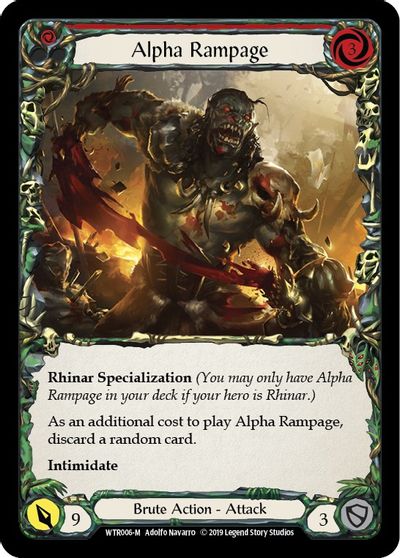 Alpha Rampage
3
Rhinar Specialization (You may only have Alpha
Rampage in your deck if your hero is Rhinar.)
As an additional cost to play Alpha Rampage,
discard a random card.
Intimidate
9
Brute Action - Attack
3
WTR006-M Adolfo Navarro © 2019 Legend Story Studios